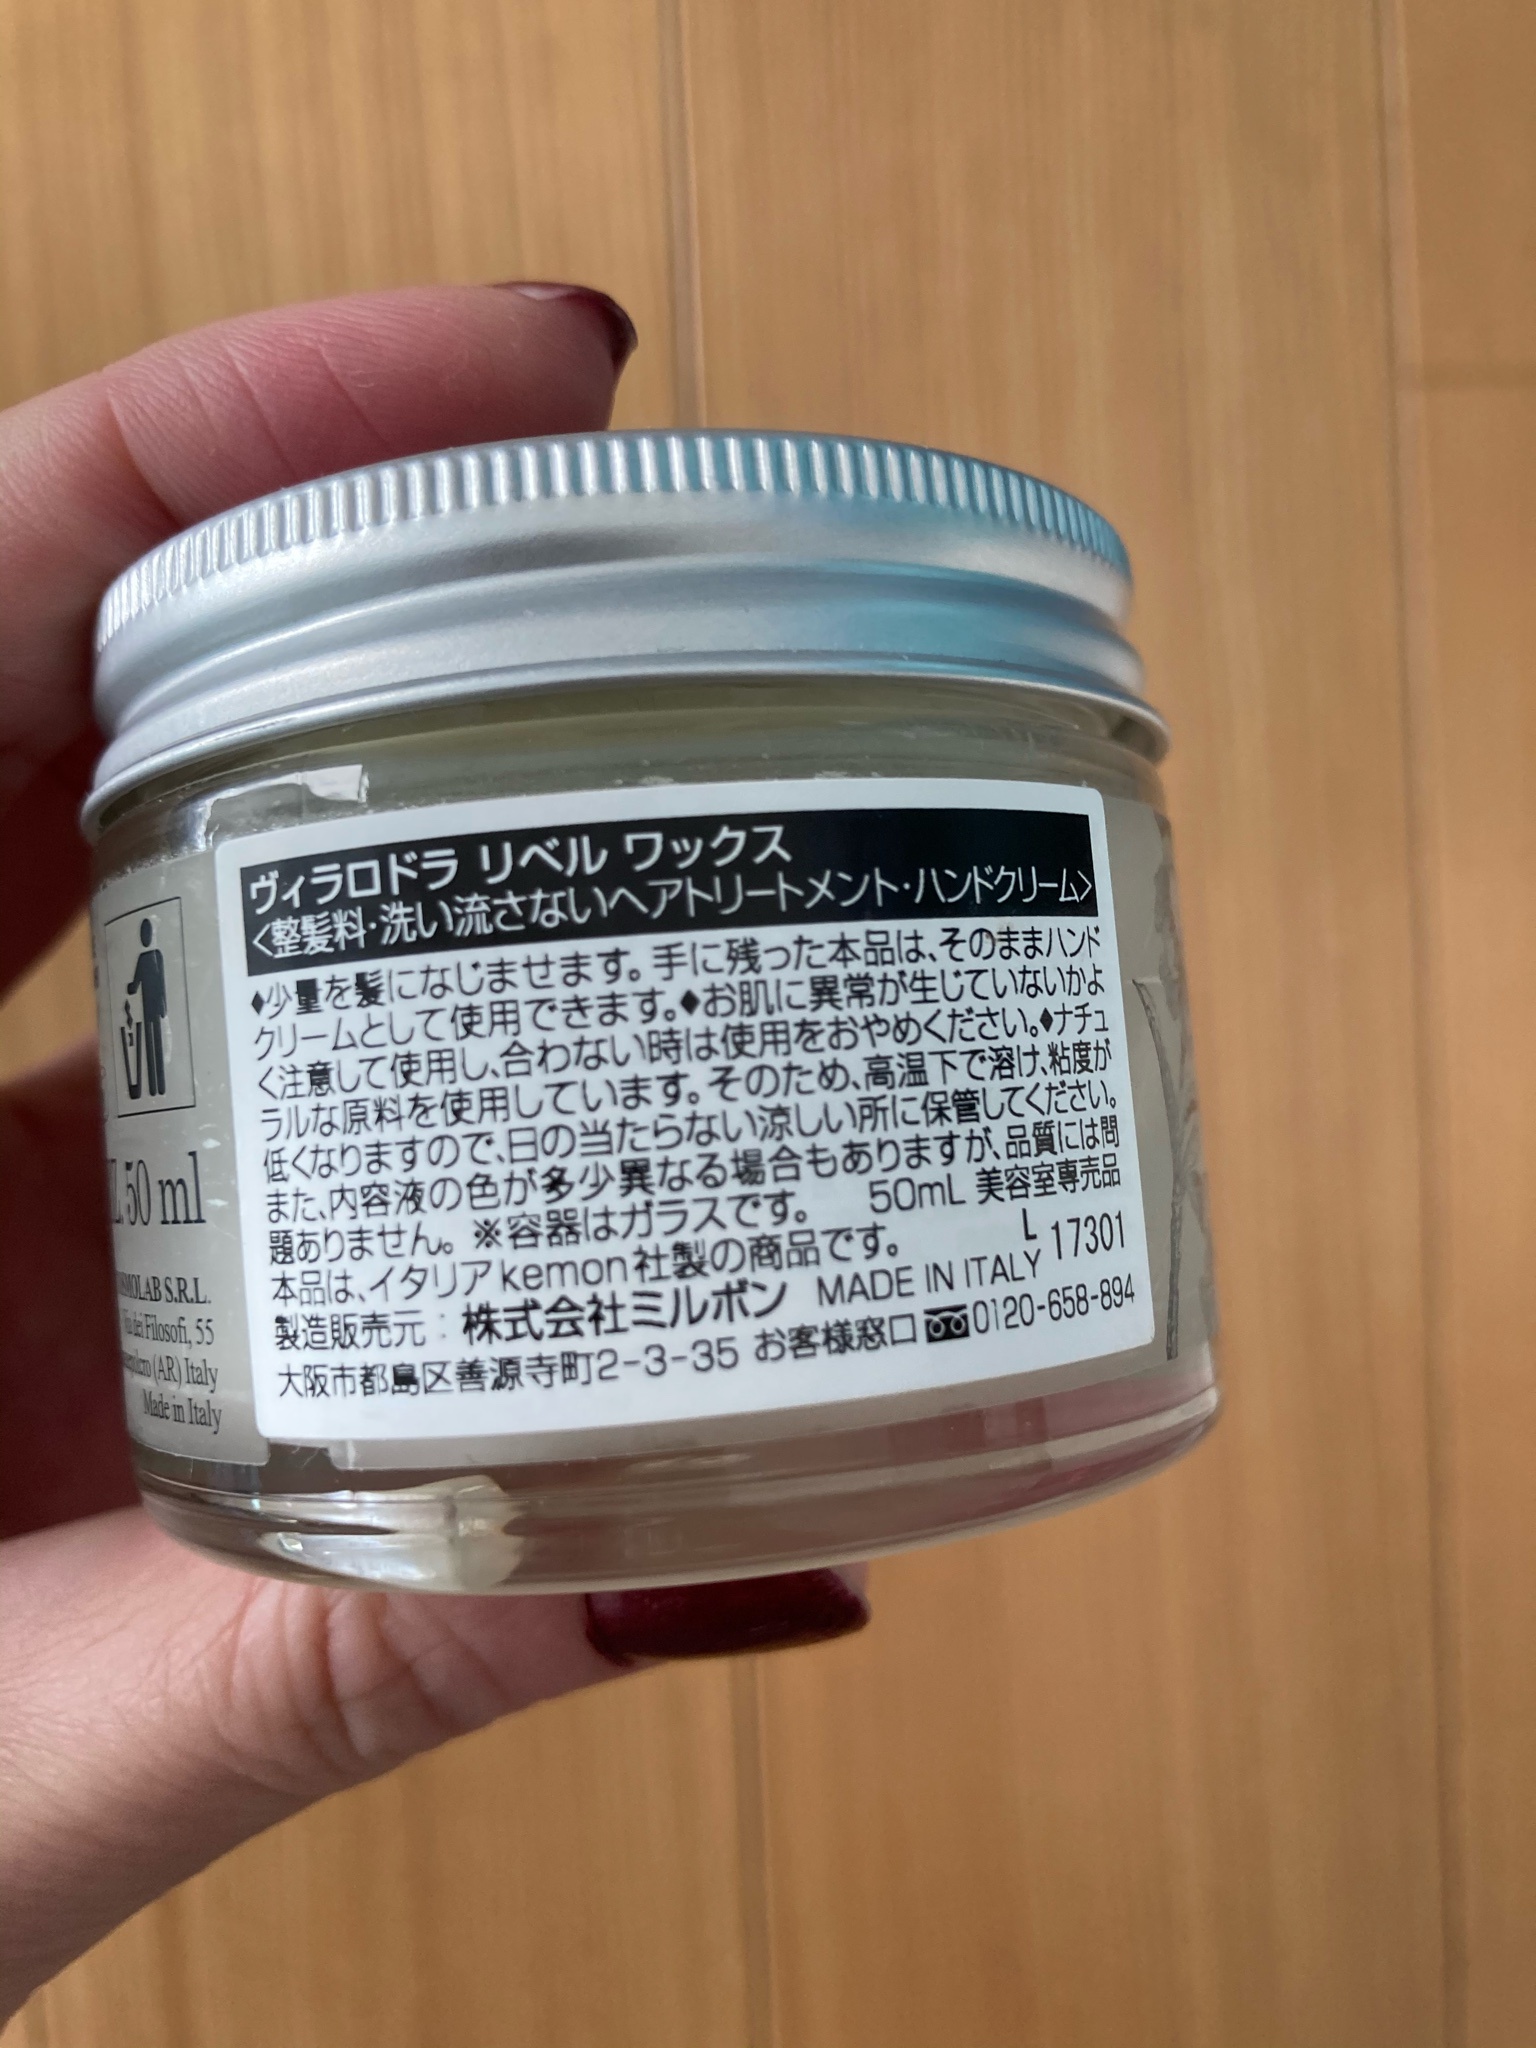 ヴィラロドラ リベル ワックス
<整髪料・洗い流さないヘアトリートメント・ハンドクリーム>
♦少量を髪になじませます。手に残った本品は、そのままハンド
クリームとして使用できます。♦お肌に異常が生じていないかよ
く注意して使用し、合わない時は使用をおやめください。♦ナチュ
ラルな原料を使用しています。そのため、高温下で溶け、粘度が
低くなりますので、日の当たらない涼しい所に保管してください。
また、内容液の色が多少異なる場合もありますが、品質には問
題ありません。※容器はガラスです。 50mL 美容室専売品
本品は、イタリアkemon社製の商品です。 L 17301
製造販売元：株式会社ミルボン MADE IN ITALY
大阪市都島区善源寺町2-3-35 お客様窓口 0120-658-894
50 ml
S.R.L.
dei Filosofi, 55
(AR) Italy
Made in Italy